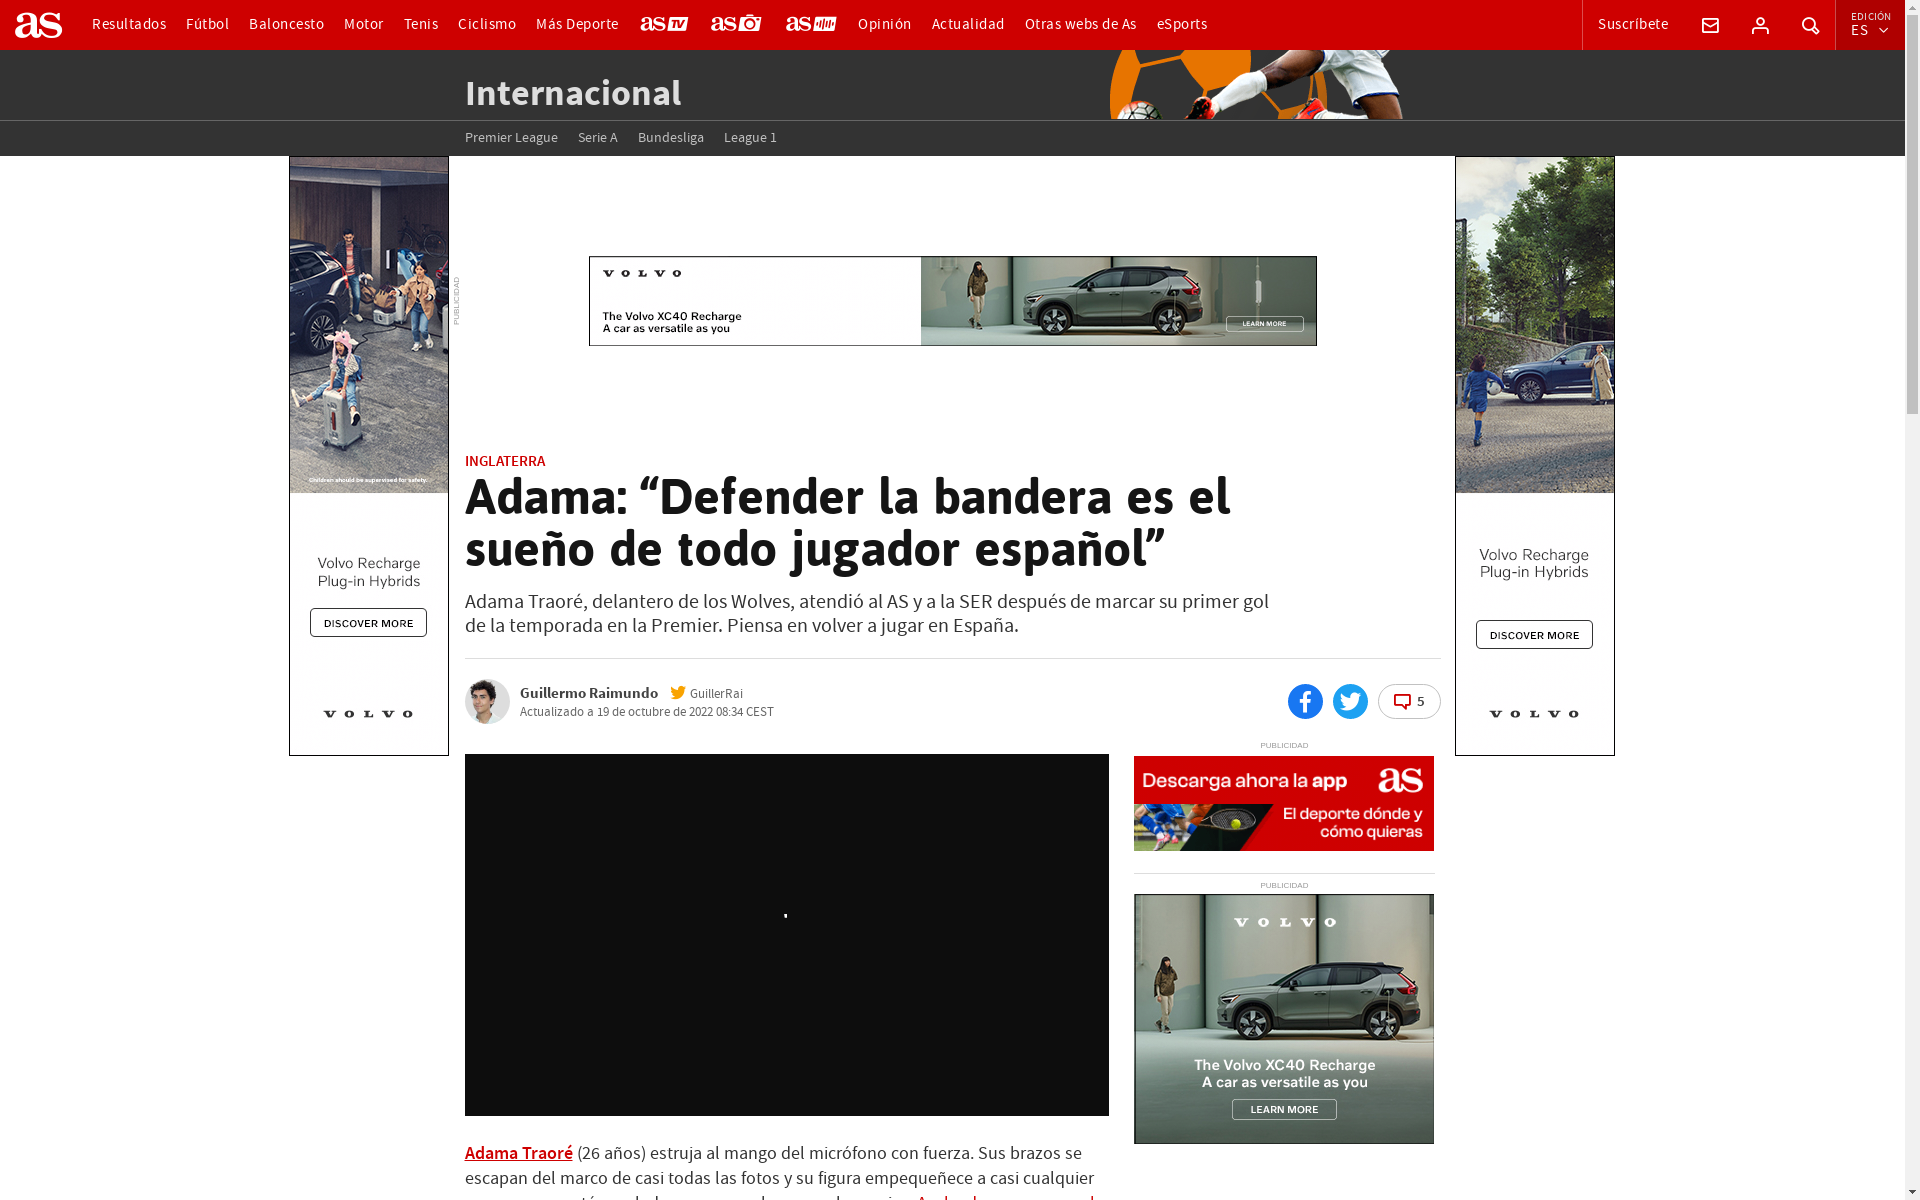 as
Resultados
Fútbol
Baloncesto
Motor
Tenis
Ciclismo
Más Deporte
as TV
as
as
Opinión
Actualidad
Otras webs de As
eSports
Suscríbete
EDICIÓN
ES
Internacional
Premier League
Serie A
Bundesliga
League 1
Children should be supervised for safety.
Volvo Recharge
Plug-in Hybrids
DISCOVER MORE
VOLVO
PUBLICIDAD
VOLVO
The Volvo XC40 Recharge
A car as versatile as you
LEARN MORE
Volvo Recharge
Plug-in Hybrids
DISCOVER MORE
VOLVO
INGLATERRA
Adama: “Defender la bandera es el
sueño de todo jugador español”
Adama Traoré, delantero de los Wolves, atendió al AS y a la SER después de marcar su primer gol
de la temporada en la Premier. Piensa en volver a jugar en España.
Guillermo Raimundo
GuillerRai
Actualizado a 19 de octubre de 2022 08:34 CEST
5
PUBLICIDAD
Descarga ahora la app as
El deporte dónde y
cómo quieras
PUBLICIDAD
VOLVO
The Volvo XC40 Recharge
A car as versatile as you
LEARN MORE
Adama Traoré (26 años) estruja al mango del micrófono con fuerza. Sus brazos se
escapan del marco de casi todas las fotos y su figura empequeñece a casi cualquier